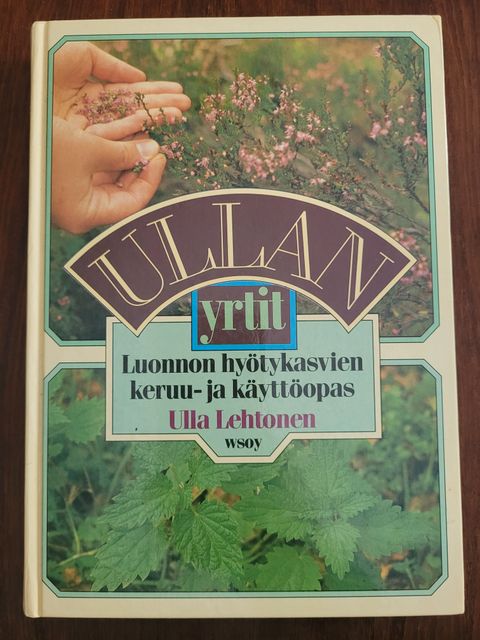 ULLAN
yrtit
Luonnon hyötykasvien
keruu- ja käyttöopas
Ulla Lehtonen
wsoy